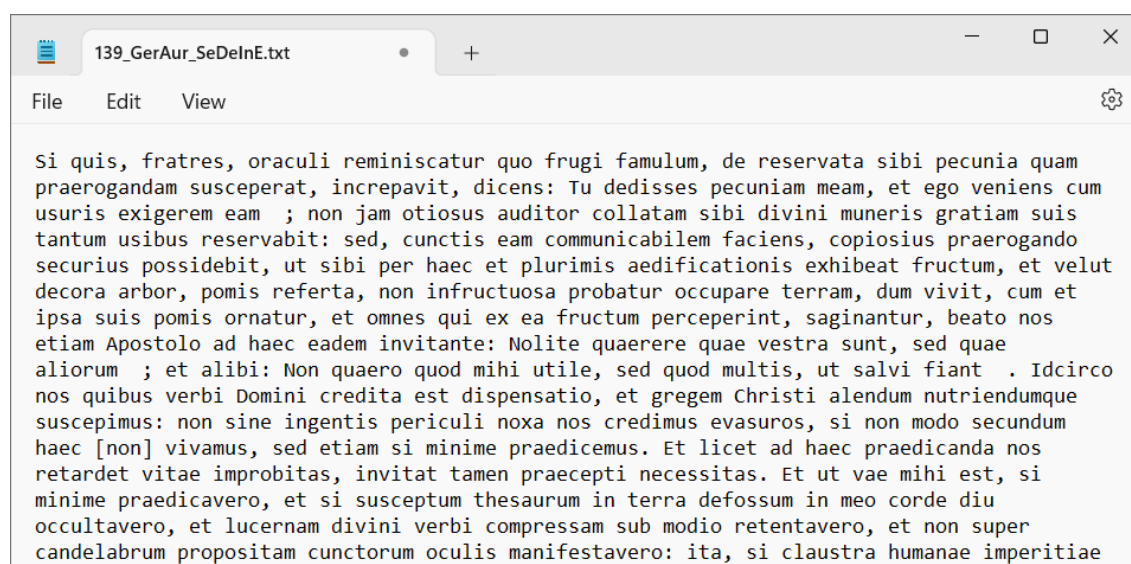 139_GerAur_SeDeInE.txt
File Edit View
Si quis, fratres, oraculi reminiscatur quo frugi famulum, de reservata sibi pecunia quam
praerogandam susceperat, increpavit, dicens: Tu dedisses pecuniam meam, et ego veniens cum
usuris exigerem eam  ; non jam otiosus auditor collatam sibi divini muneris gratiam suis
tantum usibus reservabit: sed, cunctis eam communicabilem faciens, copiosius praerogando
securius possidebit, ut sibi per haec et plurimis aedificationis exhibeat fructum, et velut
decora arbor, pomis referta, non infructuosa probatur occupare terram, dum vivit, cum et
ipsa suis pomis ornatur, et omnes qui ex ea fructum perceperint, saginantur, beato nos
etiam Apostolo ad haec eadem invitante: Nolite quaerere quae vestra sunt, sed quae
aliorum  ; et alibi: Non quaero quod mihi utile, sed quod multis, ut salvi fiant  . Idcirco
nos quibus verbi Domini credita est dispensatio, et gregem Christi alendum nutriendumque
suscepimus: non sine ingentis periculi noxa nos credimus evasuros, si non modo secundum
haec [non] vivamus, sed etiam si minime praedicemus. Et licet ad haec praedicanda nos
retardet vitae improbitas, invitat tamen praecepti necessitas. Et ut vae mihi est, si
minime praedicavero, et si susceptum thesaurum in terra defossum in meo corde diu
occultavero, et lucernam divini verbi compressam sub modio retentavero, et non super
candelabrum propositam cunctorum oculis manifestavero: ita, si claustra humanae imperitiae